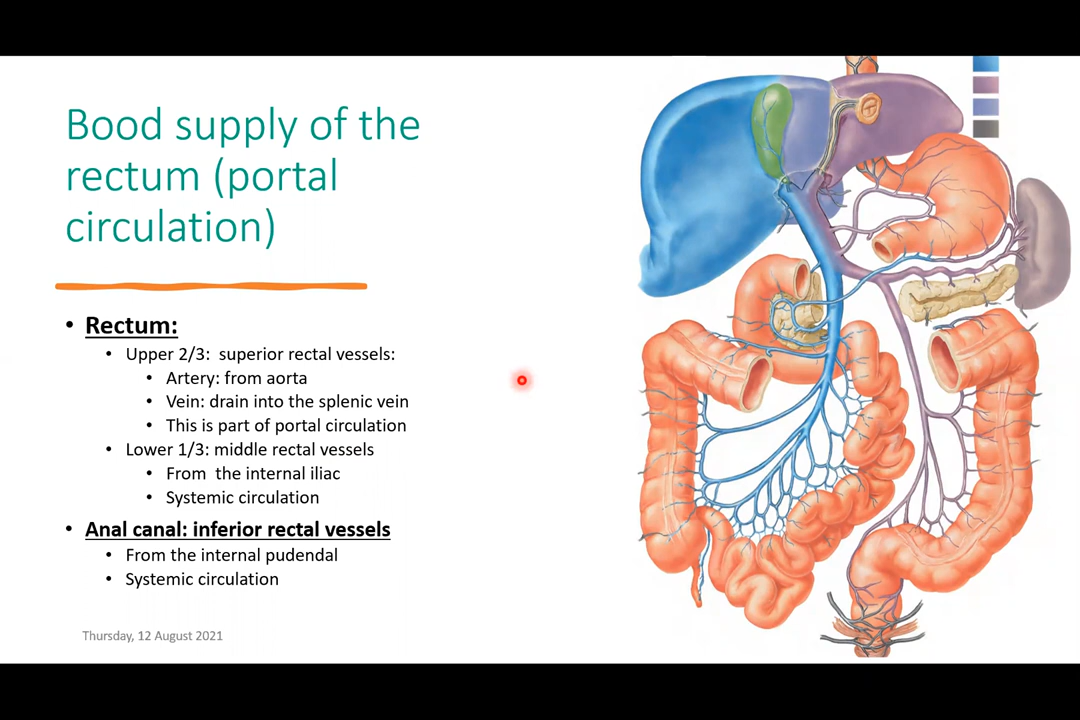 Bood supply of the
rectum (portal
circulation)
• Rectum:
• Upper 2/3: superior rectal vessels:
• Artery: from aorta
• Vein: drain into the splenic vein
• This is part of portal circulation
• Lower 1/3: middle rectal vessels
• From the internal iliac
• Systemic circulation
• Anal canal: inferior rectal vessels
• From the internal pudendal
• Systemic circulation
Thursday, 12 August 2021